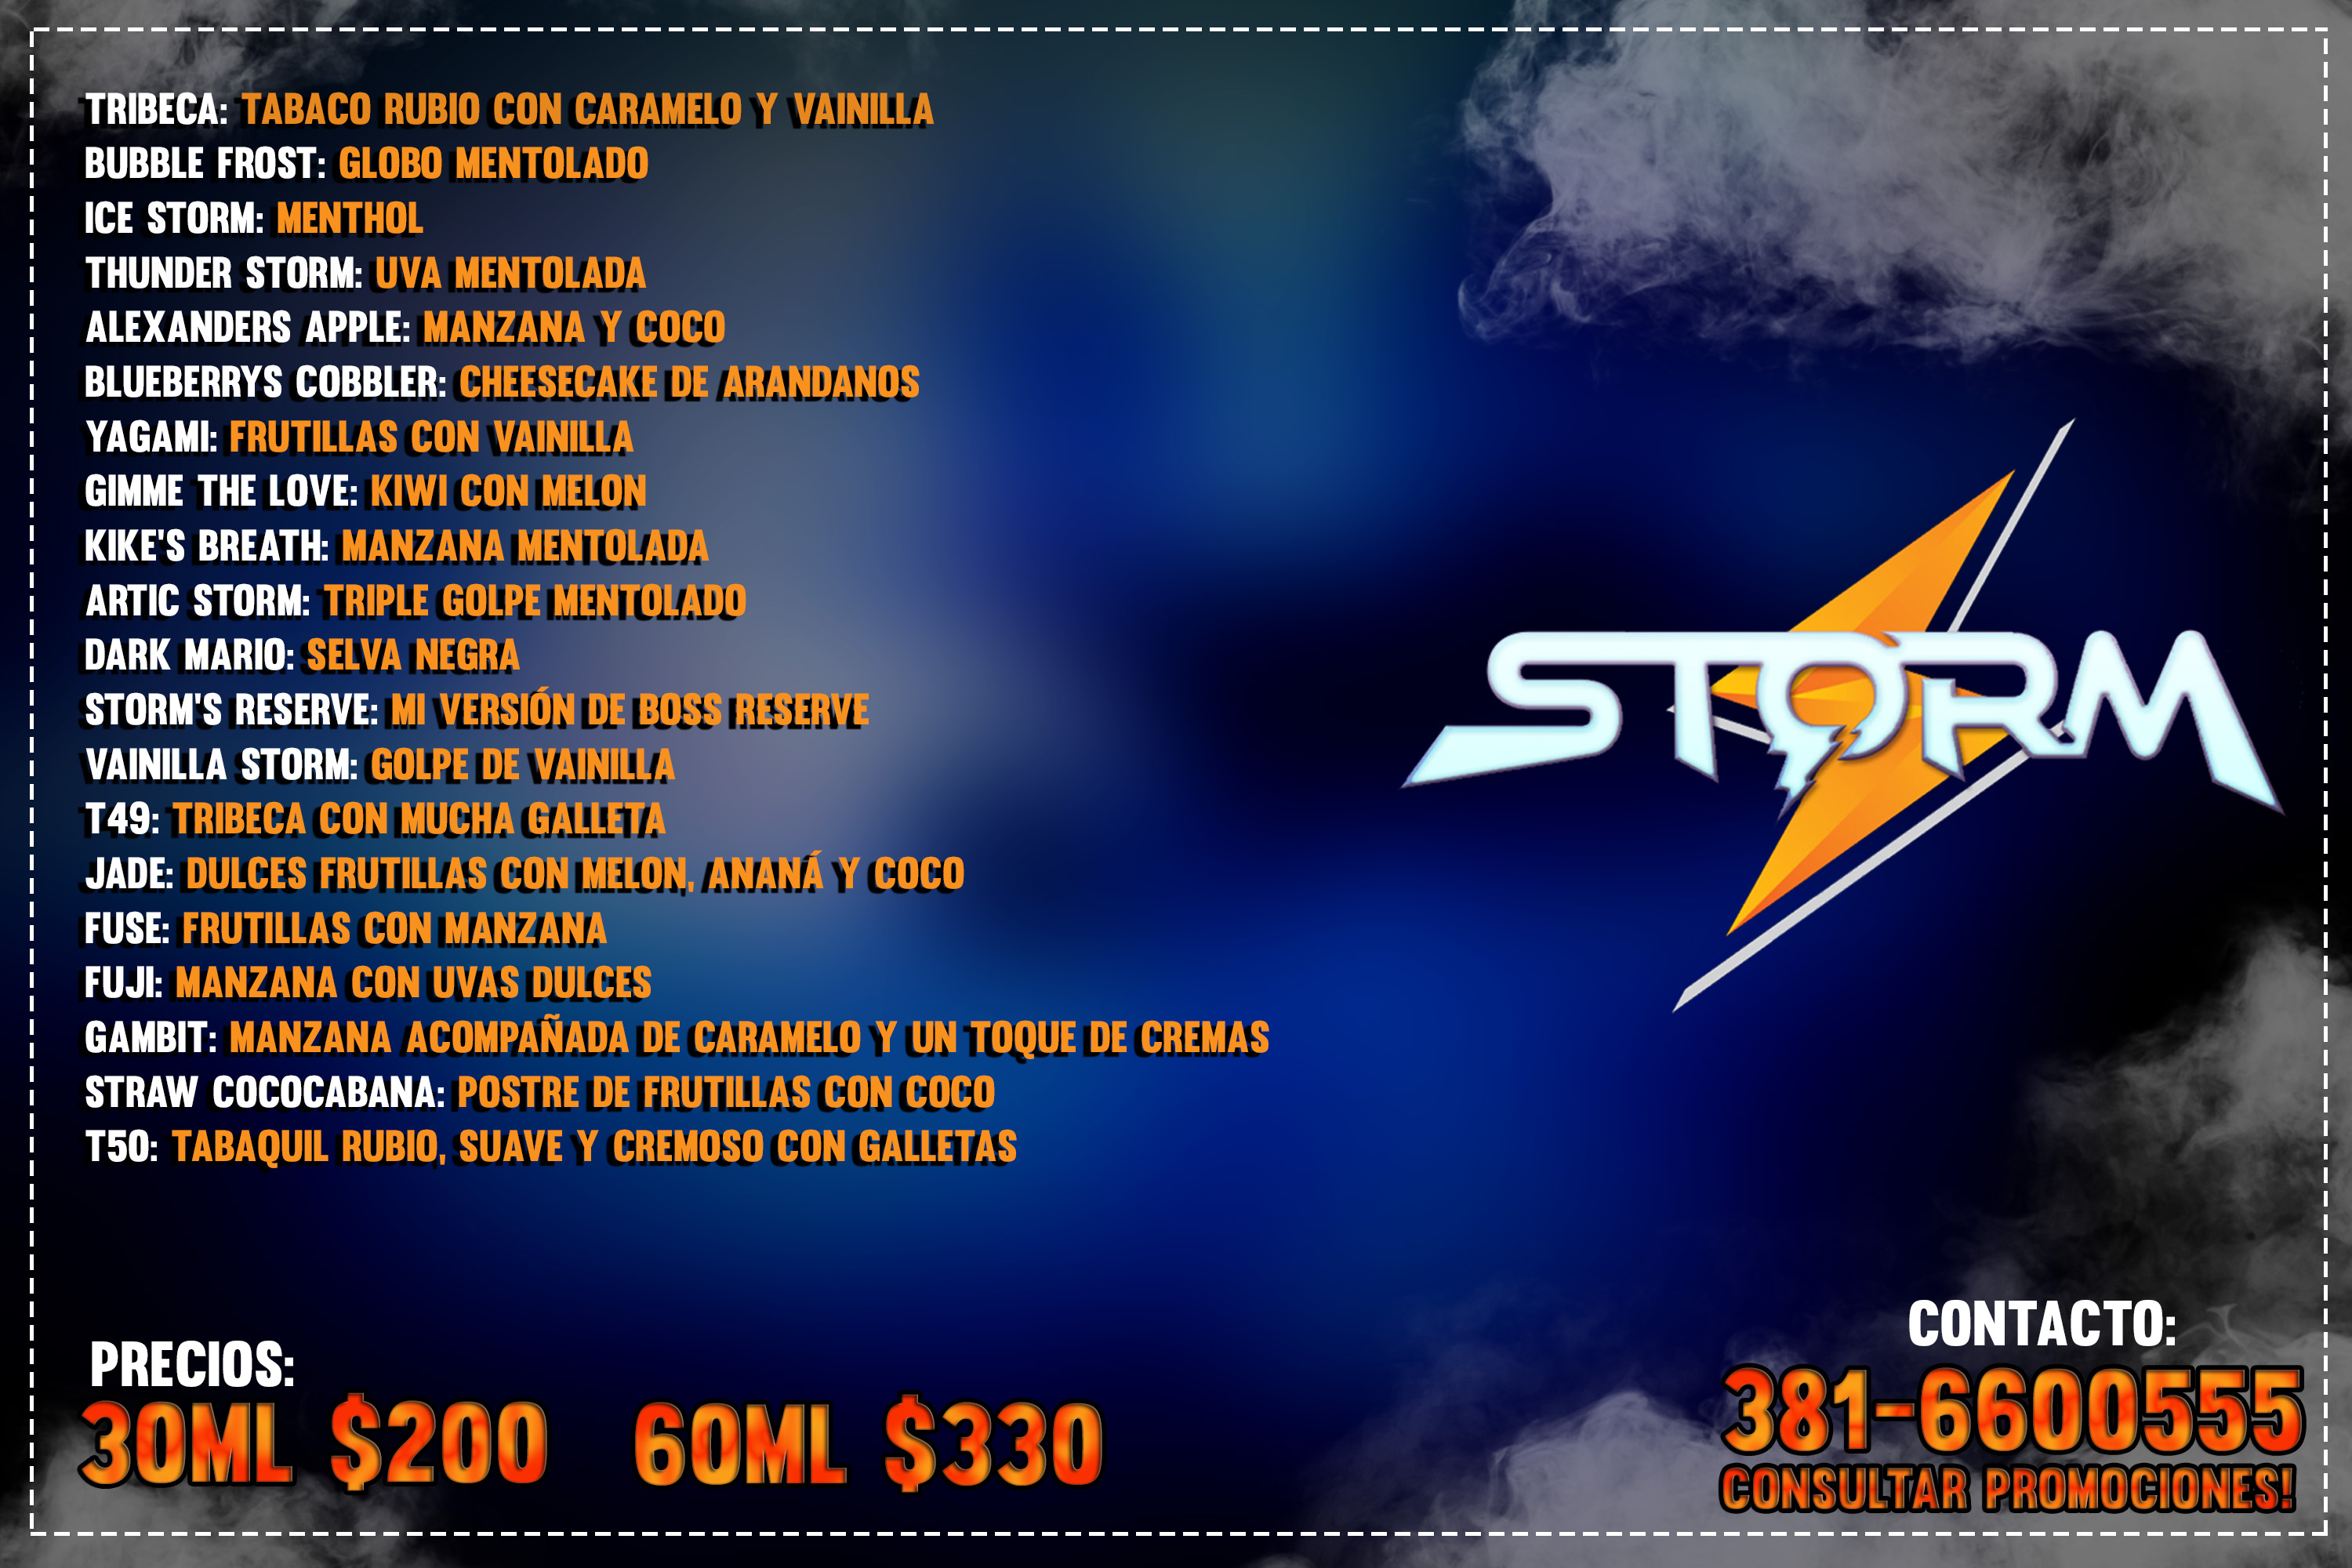 TRIBECA: TABACO RUBIO CON CARAMELO Y VAINILLA
BUBBLE FROST: GLOBO MENTOLADO
ICE STORM: MENTHOL
THUNDER STORM: UVA MENTOLADA
ALEXANDERS APPLE: MANZANA Y COCO
BLUEBERRYS COBBLER: CHEESECAKE DE ARANDANOS
YAGAMI: FRUTILLAS CON VAINILLA
GIMME THE LOVE: KIWI CON MELON
KIKE'S BREATH: MANZANA MENTOLADA
ARTIC STORM: TRIPLE GOLPE MENTOLADO
DARK MARIO: SELVA NEGRA
STORM'S RESERVE: MI VERSIÓN DE BOSS RESERVE
VAINILLA STORM: GOLPE DE VAINILLA
T49: TRIBECA CON MUCHA GALLETA
JADE: DULCES FRUTILLAS CON MELON, ANANÁ Y COCO
FUSE: FRUTILLAS CON MANZANA
FUJI: MANZANA CON UVAS DULCES
GAMBIT: MANZANA ACOMPAÑADA DE CARAMELO Y UN TOQUE DE CREMAS
STRAW COCOCABANA: POSTRE DE FRUTILLAS CON COCO
T50: TABAQUIL RUBIO, SUAVE Y CREMOSO CON GALLETAS
STORM
PRECIOS:
30ML $200 60ML $330
CONTACTO:
381-6600555
CONSULTAR PROMOCIONES!